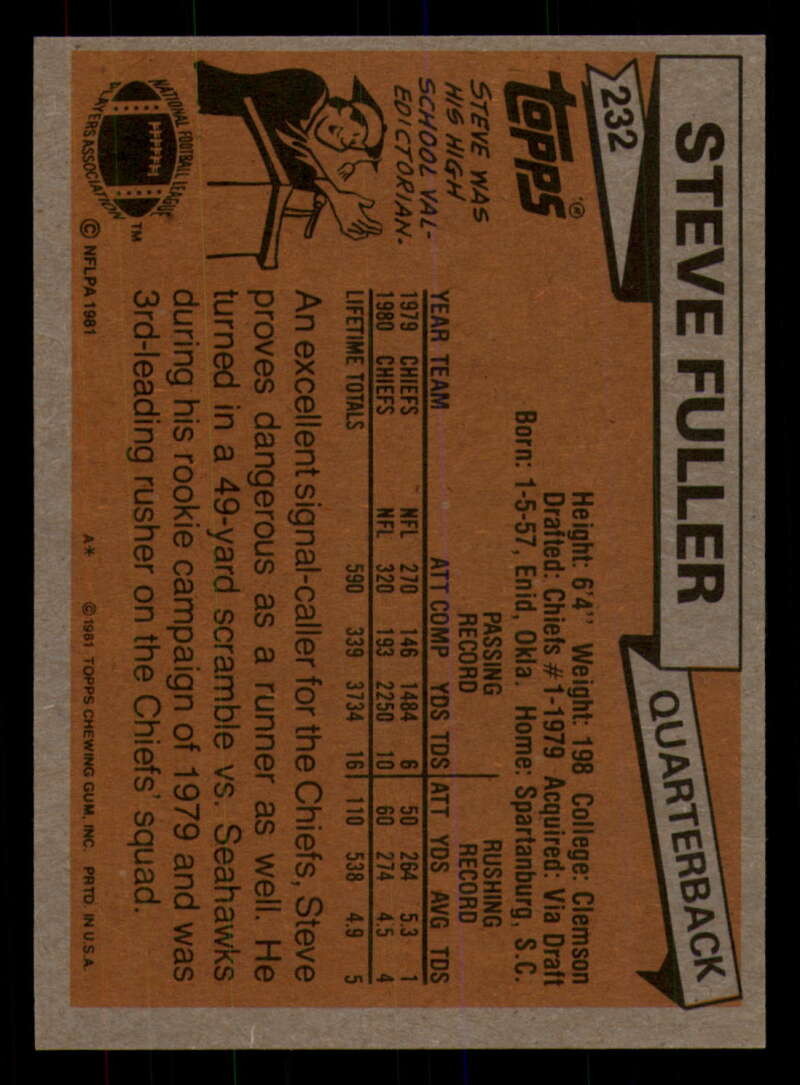 STEVE FULLER
QUARTERBACK
232
topps®
Height: 6'4" Weight: 198 College: Clemson
Drafted: Chiefs #1-1979 Acquired: Via Draft
Born: 1-5-57, Enid, Okla. Home: Spartanburg, S.C.
STEVE WAS
HIS HIGH
SCHOOL VAL-
EDICTORIAN.
PASSING RUSHING
RECORD RECORD
YEAR TEAM ATT COMP YDS TDS ATT YDS AVG TDS
1979 CHIEFS NFL 270 146 1484 6 50 264 5.3 1
1980 CHIEFS NFL 320 193 2250 10 60 274 4.5 4
LIFETIME TOTALS 590 339 3734 16 110 538 4.9 5
An excellent signal-caller for the Chiefs, Steve
proves dangerous as a runner as well. He
turned in a 49-yard scramble vs. Seahawks
during his rookie campaign of 1979 and was
3rd-leading rusher on the Chiefs' squad.
NATIONAL FOOTBALL LEAGUE
PLAYERS ASSOCIATION
TM
© NFLPA 1981
A* ©1981 TOPPS CHEWING GUM, INC. PRTD. IN U.S.A.